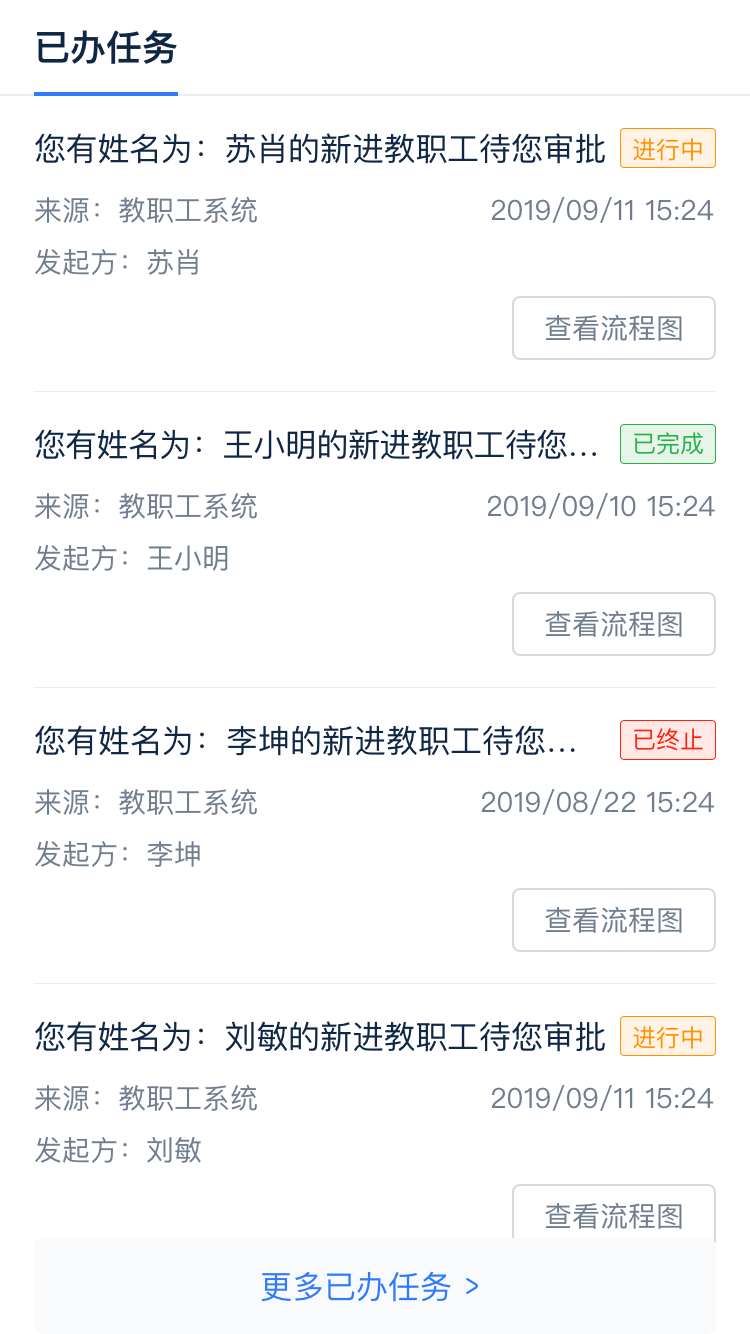 已办任务
您有姓名为：苏肖的新进教职工待您审批 进行中
来源：教职工系统 2019/09/11 15:24
发起方：苏肖
查看流程图
您有姓名为：王小明的新进教职工待您... 已完成
来源：教职工系统 2019/09/10 15:24
发起方：王小明
查看流程图
您有姓名为：李坤的新进教职工待您... 已终止
来源：教职工系统 2019/08/22 15:24
发起方：李坤
查看流程图
您有姓名为：刘敏的新进教职工待您审批 进行中
来源：教职工系统 2019/09/11 15:24
发起方：刘敏
查看流程图
更多已办任务 >